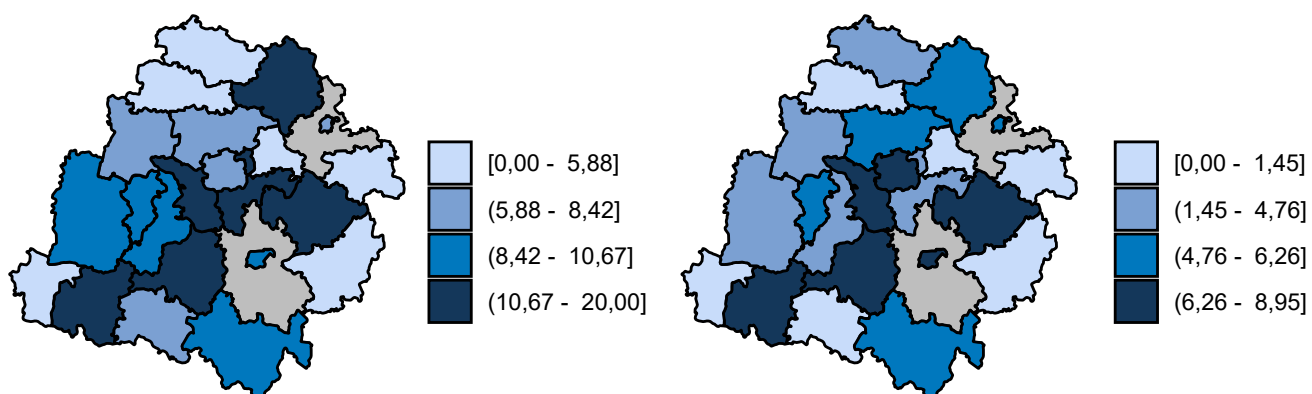 [0,00 - 5,88]
(5,88 - 8,42]
(8,42 - 10,67]
(10,67 - 20,00]
[0,00 - 1,45]
(1,45 - 4,76]
(4,76 - 6,26]
(6,26 - 8,95]